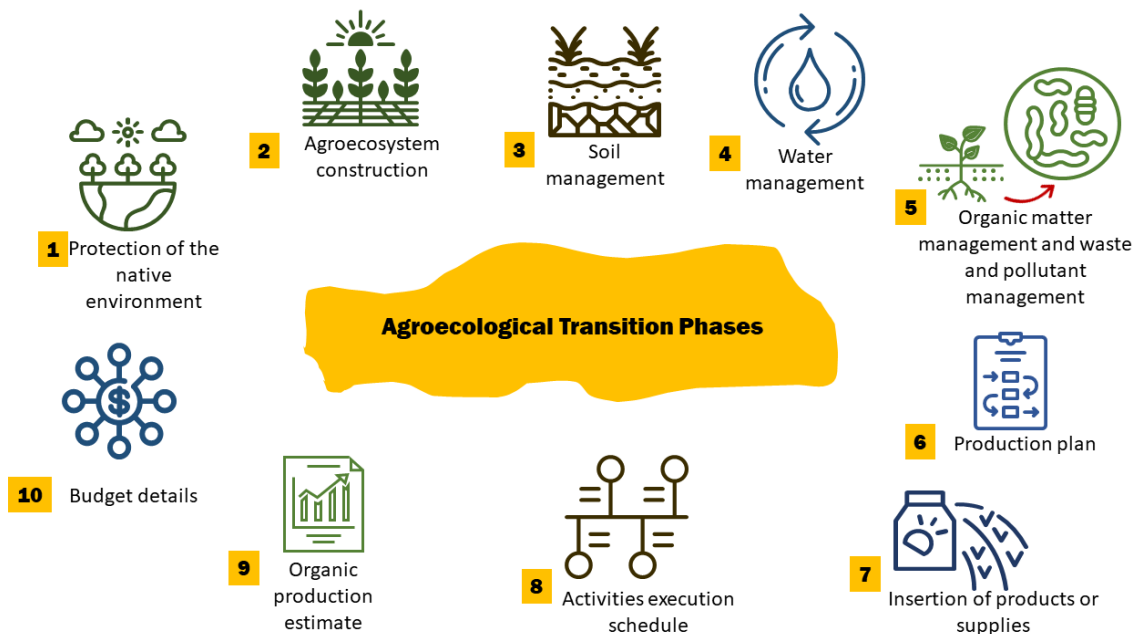 Agroecological Transition Phases
1
Protection of the
native
environment
2
Agroecosystem
construction
3
Soil
management
4
Water
management
5
Organic matter
management and waste
and pollutant
management
6
Production plan
7
Insertion of products or
supplies
8
Activities execution
schedule
9
Organic
production
estimate
10
Budget details
$